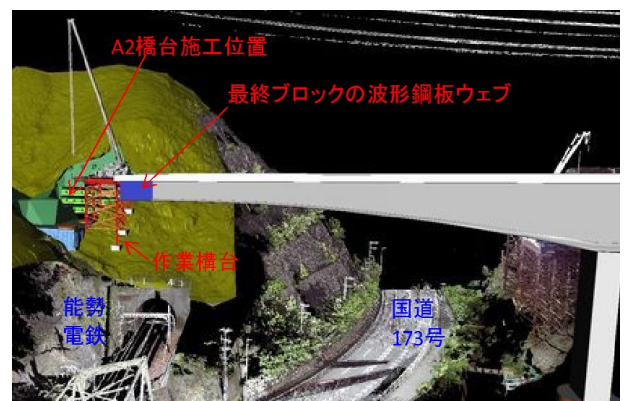 A2橋台施工位置
最終ブロックの波形鋼板ウェブ
作業構台
能勢
電鉄
国道
173号